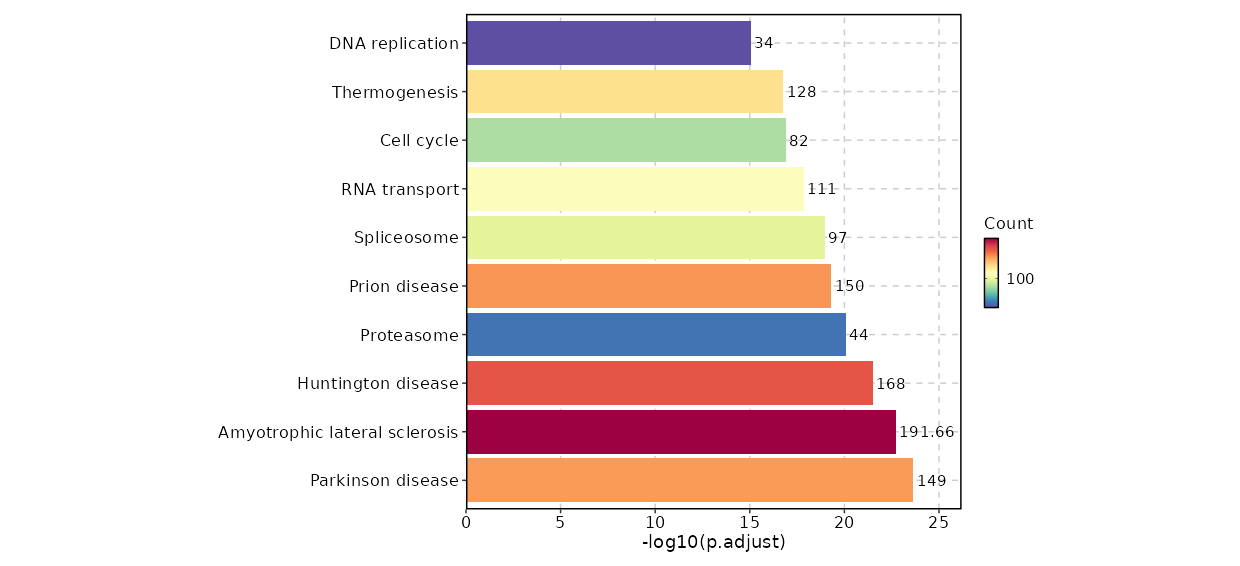 DNA replication 34
Thermogenesis 128
Cell cycle 82
RNA transport 111
Spliceosome 97
Prion disease 150
Proteasome 44
Huntington disease 168
Amyotrophic lateral sclerosis 191.66
Parkinson disease 149
0 5 10 15 20 25
-log10(p.adjust)
Count
100